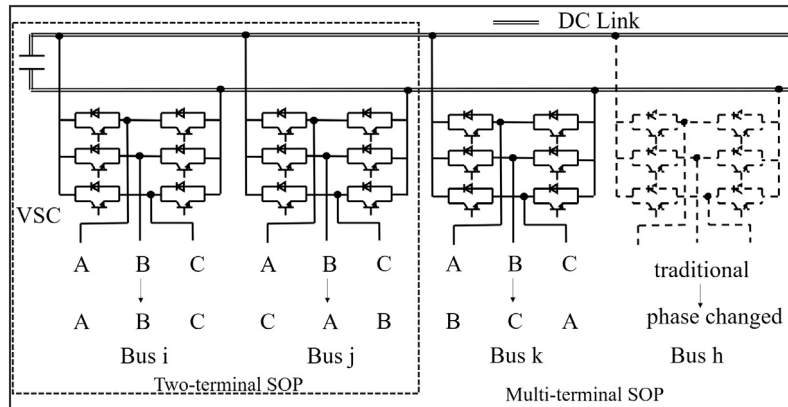 DC Link
VSC
A B C A B C A B C traditional
A B C C A B B C A phase changed
Bus i Bus j Bus k Bus h
Two-terminal SOP Multi-terminal SOP